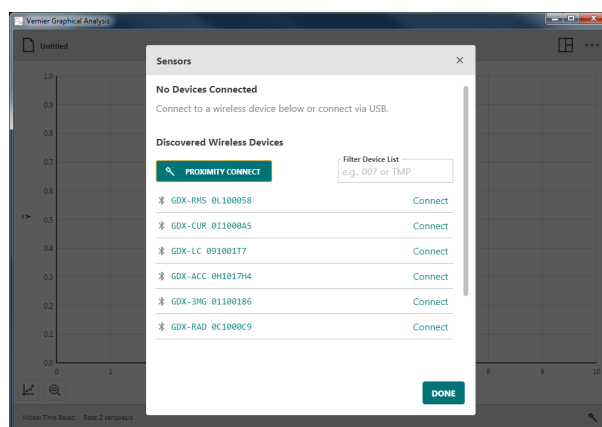 Vernier Graphical Analysis
Untitled
Sensors
No Devices Connected
Connect to a wireless device below or connect via USB.
Discovered Wireless Devices
PROXIMITY CONNECT
Filter Device List
e.g., 007 or TMP
GDX-RMS 0L100058 Connect
GDX-CUR 0I1000A5 Connect
GDX-LC 091001T7 Connect
GDX-ACC 0H1017H4 Connect
GDX-3MG 01100186 Connect
GDX-RAD 0C1000C9 Connect
DONE
1.0
0.9
0.8
0.7
0.6
0.5
0.4
0.3
0.2
0.1
0.0
0 1 8 9 10
Mode: Time Based Rate: 2 samples/s